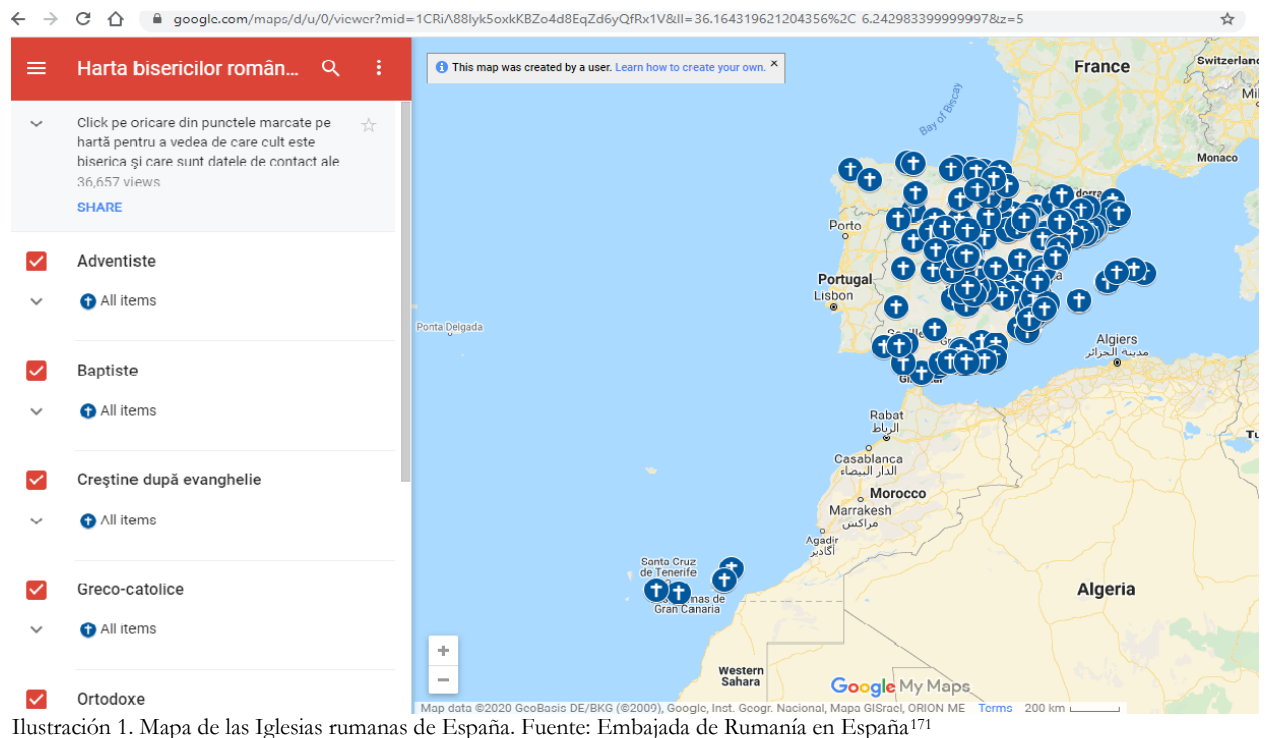 google.com/maps/d/u/0/viewer?mid=1CRiA88lyk5oxkKBZo4d8EqZd6yQfRx1V&ll=36.164319621204356%2C 6.2429833999999997&z=5
Harta bisericilor român...
Click pe oricare din punctele marcate pe
hartă pentru a vedea de care cult este
biserica şi care sunt datele de contact ale
36,657 views
SHARE
Adventiste
All items
Baptiste
All items
Creştine după evanghelie
All items
Greco-catolice
All items
Ortodoxe
This map was created by a user. Learn how to create your own. ×
France
Switzerland
Bay of Biscay
Monaco
Porto
Portugal
Lisbon
Ponta Delgada
Algiers
مدينة الجزائر
Rabat
الرباط
Casablanca
الدار البيضاء
Morocco
Marrakesh
مراكش
Agadir
أكادير
Santa Cruz
de Tenerife
Gran Canaria
Algeria
Western
Sahara
Google My Maps
Map data ©2020 GeoBasis DE/BKG (©2009), Google, Inst. Geogr. Nacional, Mapa GISrael, ORION ME Terms 200 km
Ilustración 1. Mapa de las Iglesias rumanas de España. Fuente: Embajada de Rumanía en España171